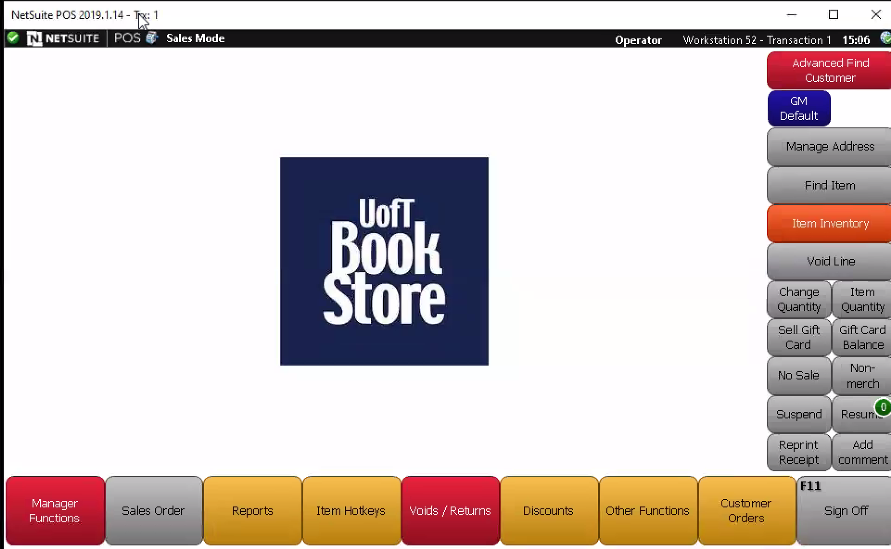 NetSuite POS 2019.1.14 - Trx: 1
NETSUITE POS Sales Mode Operator Workstation 52 - Transaction 1 15:06
Advanced Find
Customer
GM
Default
Manage Address
Find Item
Item Inventory
Void Line
Change
Quantity
Item
Quantity
Sell Gift
Card
Gift Card
Balance
No Sale
Non-
merch
Suspend
Resum
0
Reprint
Receipt
Add
comment
UofT
Book
Store
Manager
Functions
Sales Order
Reports
Item Hotkeys
Voids / Returns
Discounts
Other Functions
Customer
Orders
F11
Sign Off